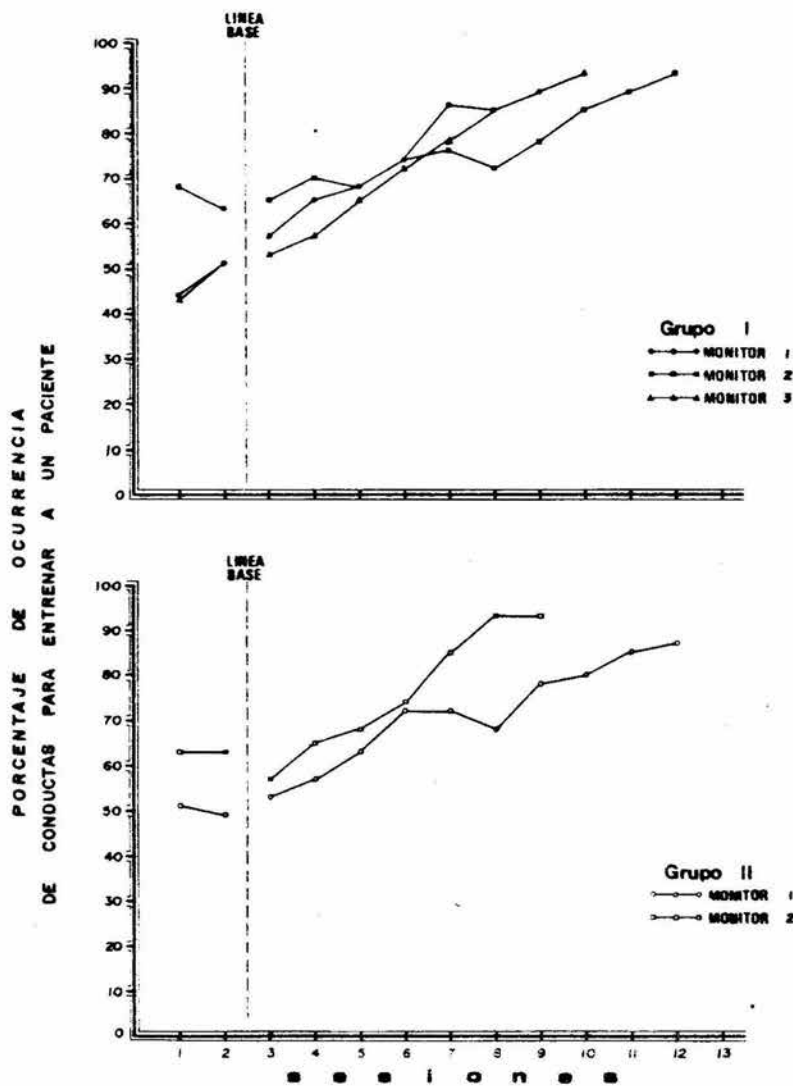 PORCENTAJE DE OCURRENCIA
DE CONDUCTAS PARA ENTRENAR A UN PACIENTE
LINEA
BASE
100
90
80
70
60
50
40
30
20
10
0
Grupo I
MONITOR 1
MONITOR 2
MONITOR 3
LINEA
BASE
100
90
80
70
60
50
40
30
20
10
0
Grupo II
MONITOR 1
MONITOR 2
1 2 3 4 5 6 7 8 9 10 11 12 13
sesiones